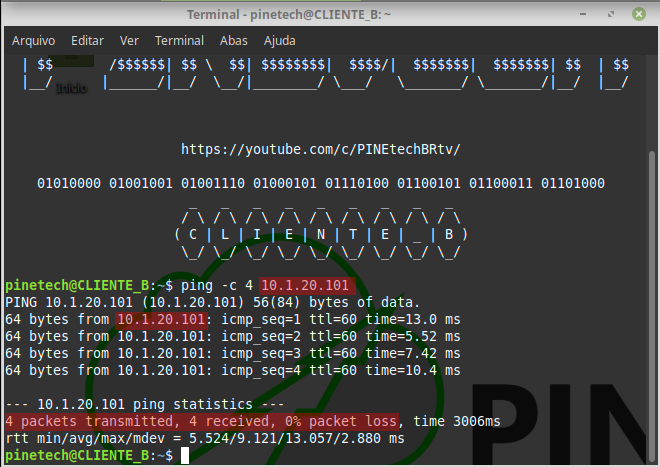 Terminal - pinetech@CLIENTE_B: ~
Arquivo Editar Ver Terminal Abas Ajuda
| $$      /$$$$$$| $$ \  $$| $$$$$$$$|  $$$$/|  $$$$$$$|  $$$$$$$| $$  | $$
|__/     |______/|__/  \__/|________/ \___/   \_______/ \_______/|__/  |__/
Início
https://youtube.com/c/PINEtechBRtv/
01010000 01001001 01001110 01000101 01110100 01100101 01100011 01101000
  _   _   _   _   _   _   _   _   _
 / \ / \ / \ / \ / \ / \ / \ / \ / \
( C | L | I | E | N | T | E | _ | B )
 \_/ \_/ \_/ \_/ \_/ \_/ \_/ \_/ \_/
pinetech@CLIENTE_B:~$ ping -c 4 10.1.20.101
PING 10.1.20.101 (10.1.20.101) 56(84) bytes of data.
64 bytes from 10.1.20.101: icmp_seq=1 ttl=60 time=13.0 ms
64 bytes from 10.1.20.101: icmp_seq=2 ttl=60 time=5.52 ms
64 bytes from 10.1.20.101: icmp_seq=3 ttl=60 time=7.42 ms
64 bytes from 10.1.20.101: icmp_seq=4 ttl=60 time=10.4 ms
--- 10.1.20.101 ping statistics ---
4 packets transmitted, 4 received, 0% packet loss, time 3006ms
rtt min/avg/max/mdev = 5.524/9.121/13.057/2.880 ms
pinetech@CLIENTE_B:~$
PIN